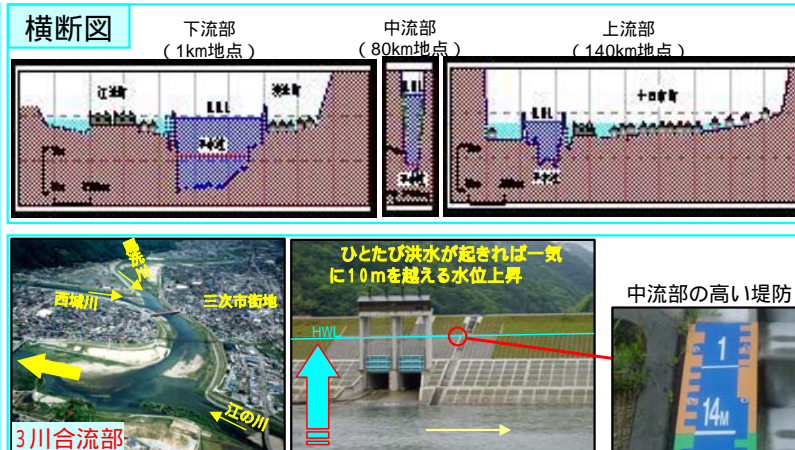 横断図
下流部
（1km地点）
中流部
（80km地点）
上流部
（140km地点）
江津町
H.W.L
H.W.L
H.W.L
十日市町
平水位
平水位
平水位
西城川
三次市街地
江の川
3川合流部
ひとたび洪水が起きれば一気
に10mを越える水位上昇
HWL
中流部の高い堤防
1
14M